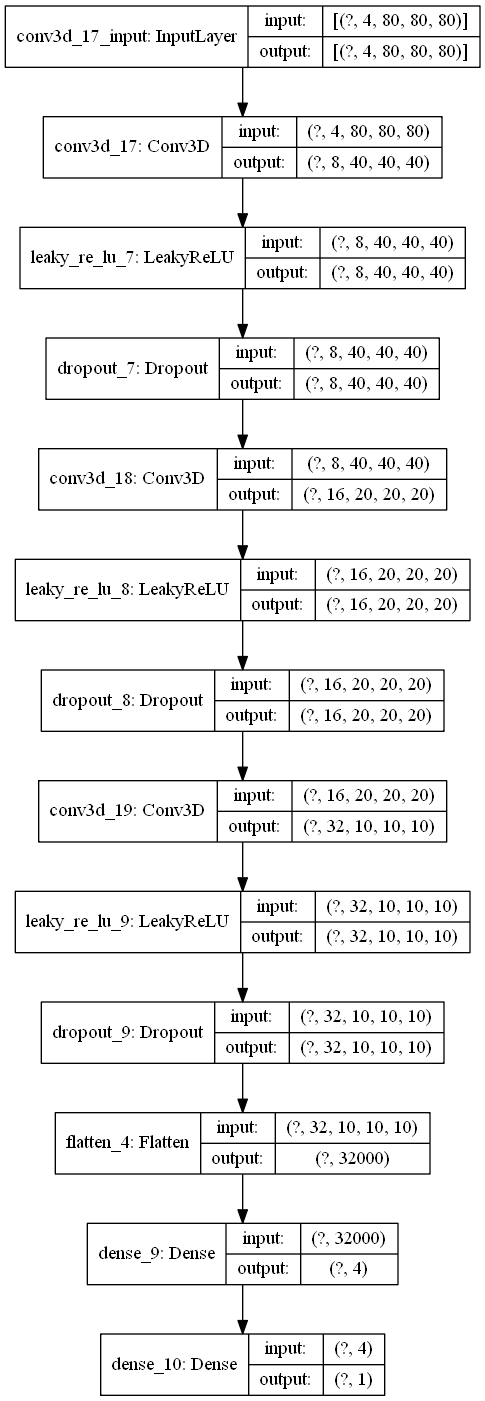 conv3d_17_input: InputLayer
input: [(?, 4, 80, 80, 80)]
output: [(?, 4, 80, 80, 80)]
conv3d_17: Conv3D
input: (?, 4, 80, 80, 80)
output: (?, 8, 40, 40, 40)
leaky_re_lu_7: LeakyReLU
input: (?, 8, 40, 40, 40)
output: (?, 8, 40, 40, 40)
dropout_7: Dropout
input: (?, 8, 40, 40, 40)
output: (?, 8, 40, 40, 40)
conv3d_18: Conv3D
input: (?, 8, 40, 40, 40)
output: (?, 16, 20, 20, 20)
leaky_re_lu_8: LeakyReLU
input: (?, 16, 20, 20, 20)
output: (?, 16, 20, 20, 20)
dropout_8: Dropout
input: (?, 16, 20, 20, 20)
output: (?, 16, 20, 20, 20)
conv3d_19: Conv3D
input: (?, 16, 20, 20, 20)
output: (?, 32, 10, 10, 10)
leaky_re_lu_9: LeakyReLU
input: (?, 32, 10, 10, 10)
output: (?, 32, 10, 10, 10)
dropout_9: Dropout
input: (?, 32, 10, 10, 10)
output: (?, 32, 10, 10, 10)
flatten_4: Flatten
input: (?, 32, 10, 10, 10)
output: (?, 32000)
dense_9: Dense
input: (?, 32000)
output: (?, 4)
dense_10: Dense
input: (?, 4)
output: (?, 1)